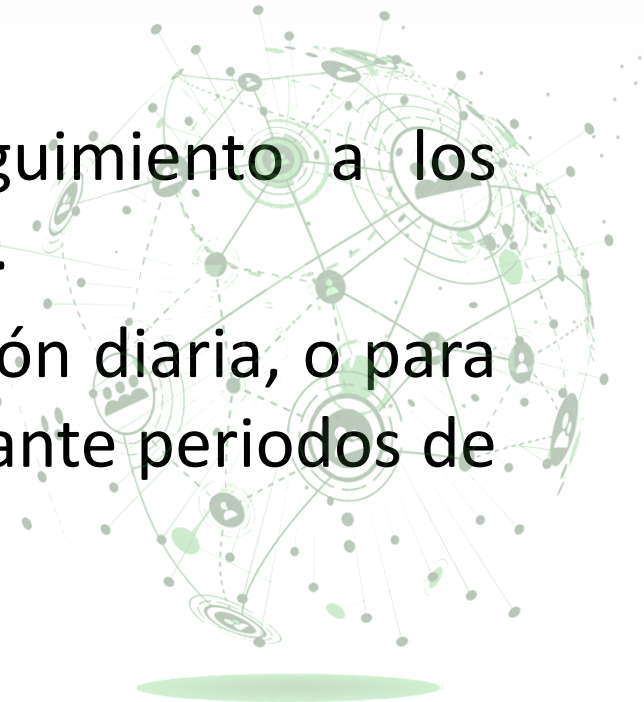 guimiento a los
.
ón diaria, o para
ante periodos de